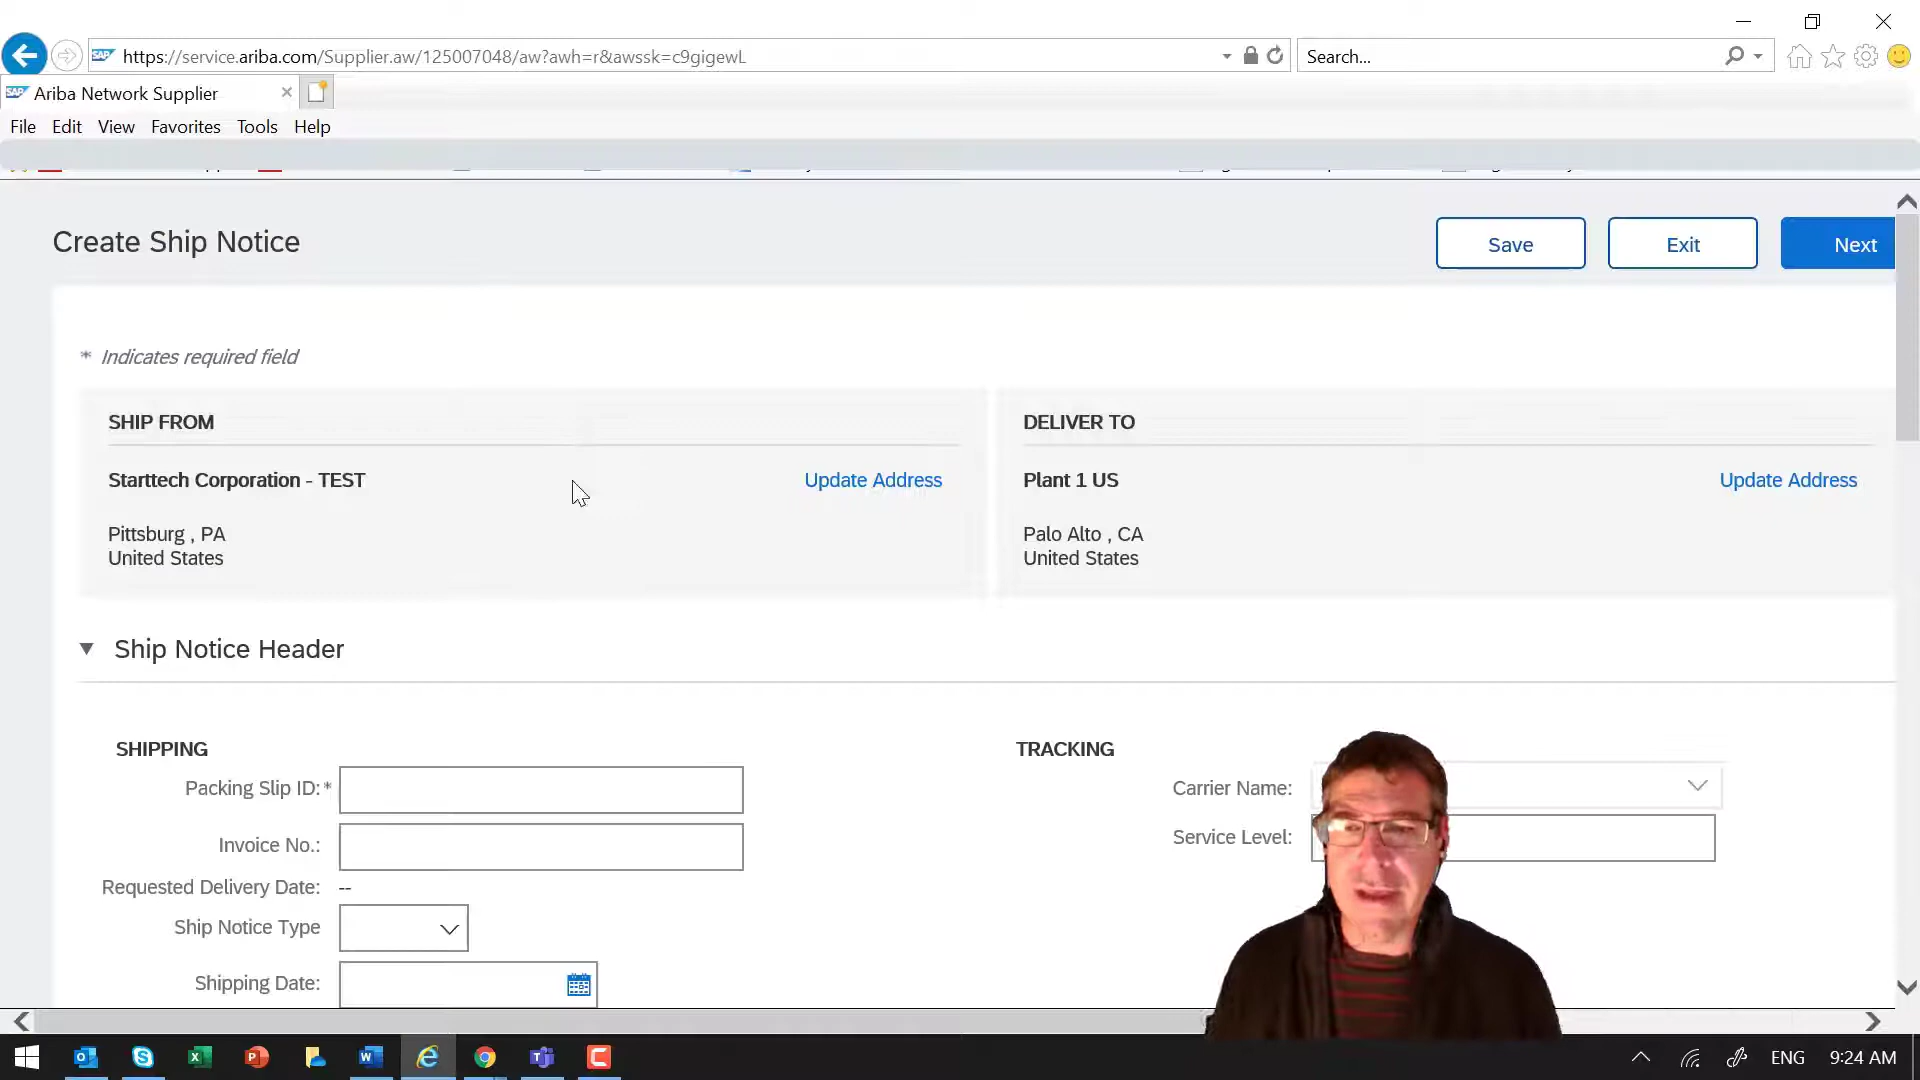 https://service.ariba.com/Supplier.aw/125007048/aw?awh=r&awssk=c9gigewL
Search...
SAP Ariba Network Supplier
File Edit View Favorites Tools Help
Create Ship Notice
Save
Exit
Next
* Indicates required field
SHIP FROM
Starttech Corporation - TEST
Update Address
Pittsburg , PA
United States
DELIVER TO
Plant 1 US
Update Address
Palo Alto , CA
United States
▼ Ship Notice Header
SHIPPING
Packing Slip ID:*
Invoice No.:
Requested Delivery Date: --
Ship Notice Type
Shipping Date:
TRACKING
Carrier Name:
Service Level:
ENG
9:24 AM